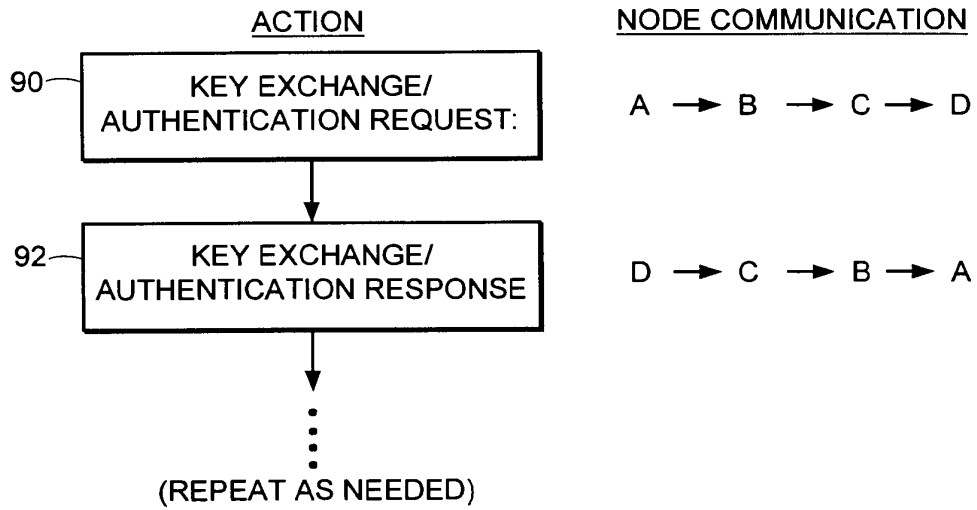 ACTION
NODE COMMUNICATION
90
KEY EXCHANGE/
AUTHENTICATION REQUEST:
A → B → C → D
92
KEY EXCHANGE/
AUTHENTICATION RESPONSE
D → C → B → A
(REPEAT AS NEEDED)